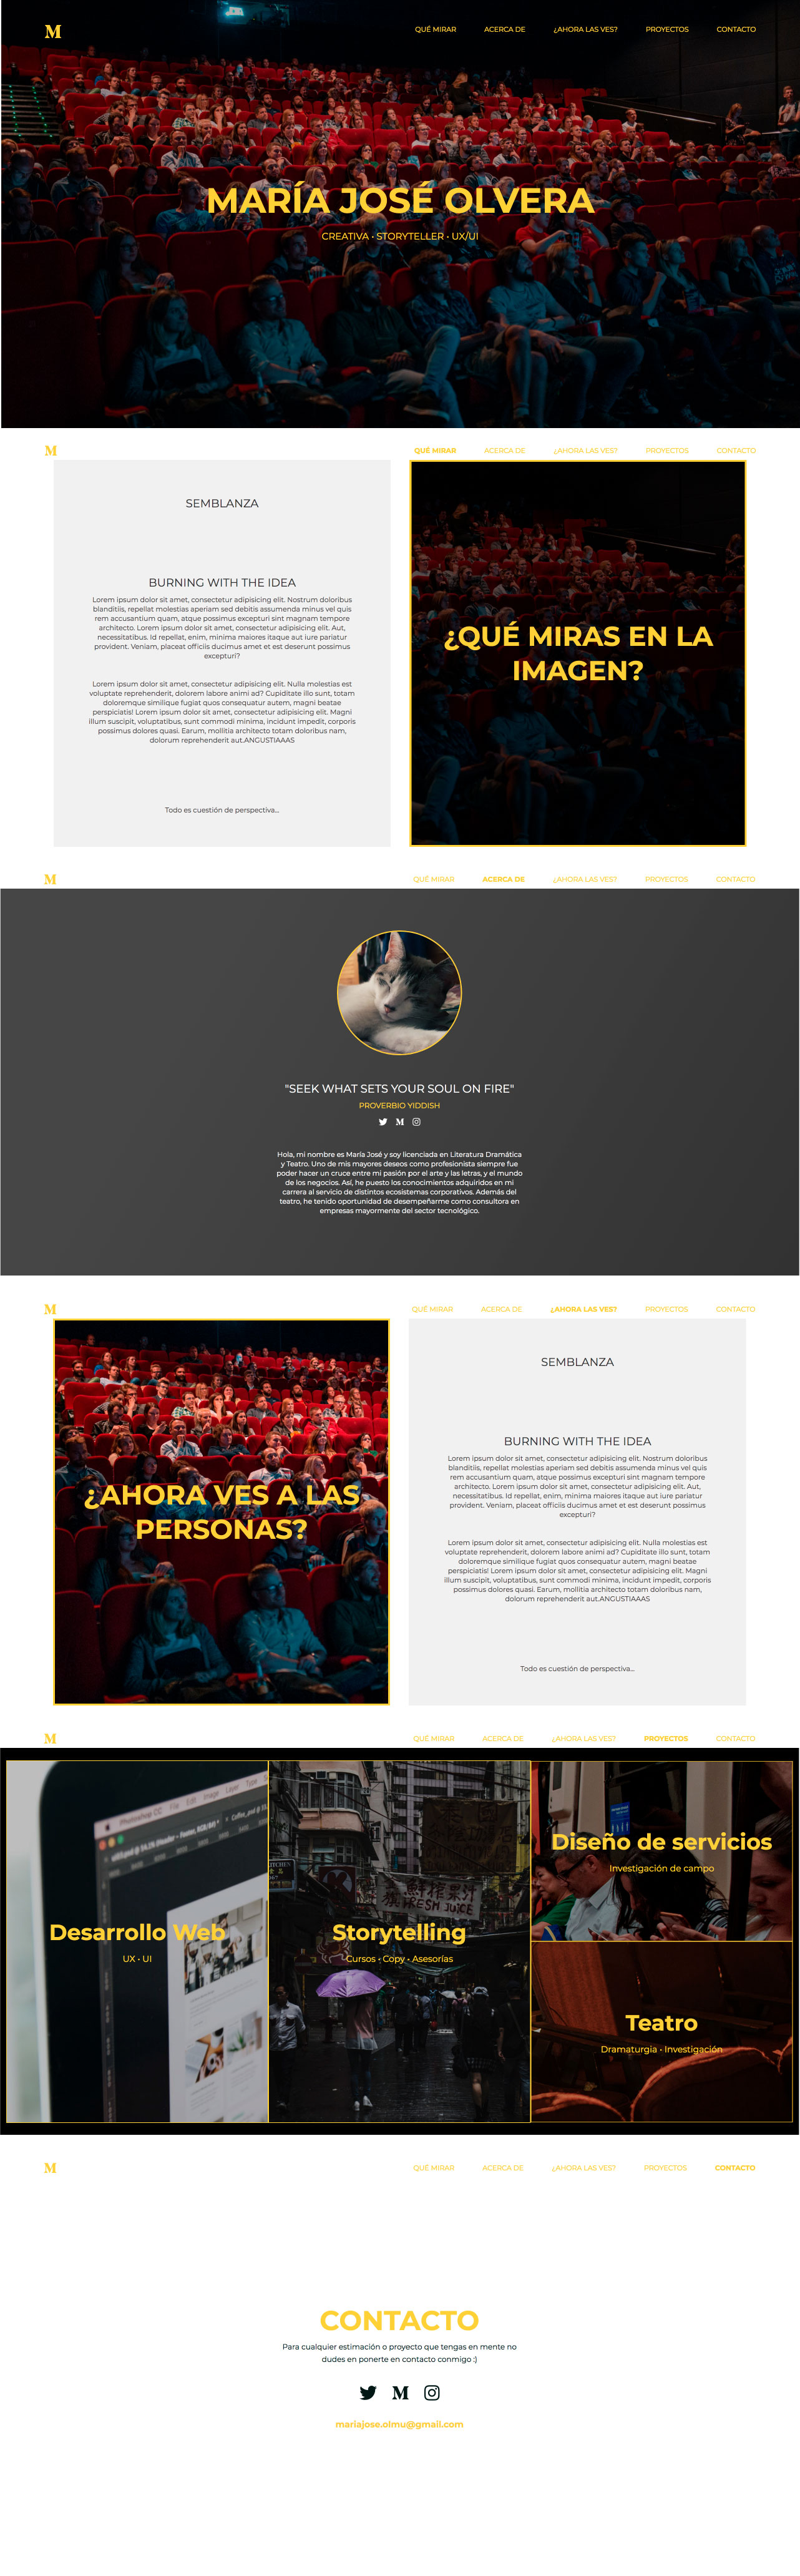 M
QUÉ MIRAR ACERCA DE ¿AHORA LAS VES? PROYECTOS CONTACTO
MARÍA JOSÉ OLVERA
CREATIVA • STORYTELLER • UX/UI
M
QUÉ MIRAR ACERCA DE ¿AHORA LAS VES? PROYECTOS CONTACTO
SEMBLANZA
BURNING WITH THE IDEA
Lorem ipsum dolor sit amet, consectetur adipisicing elit. Nostrum doloribus
blanditiis, repellat molestias aperiam sed debitis assumenda minus vel quis
rem accusantium quam, atque possimus excepturi sint magnam tempore
architecto. Lorem ipsum dolor sit amet, consectetur adipisicing elit. Aut,
necessitatibus. Id repellat, enim, minima maiores itaque aut iure pariatur
provident. Veniam, placeat officiis ducimus amet et est deserunt possimus
excepturi?
Lorem ipsum dolor sit amet, consectetur adipisicing elit. Nulla molestias est
voluptate reprehenderit, dolorem labore animi ad? Cupiditate illo sunt, totam
doloremque similique fugiat quos consequatur autem, magni beatae
perspiciatis! Lorem ipsum dolor sit amet, consectetur adipisicing elit. Magni
illum suscipit, voluptatibus, sunt commodi minima, incidunt impedit, corporis
possimus dolores quasi. Earum, mollitia architecto totam doloribus nam,
dolorum reprehenderit aut.ANGUSTIAAAS
Todo es cuestión de perspectiva...
¿QUÉ MIRAS EN LA
IMAGEN?
M
QUÉ MIRAR ACERCA DE ¿AHORA LAS VES? PROYECTOS CONTACTO
"SEEK WHAT SETS YOUR SOUL ON FIRE"
PROVERBIO YIDDISH
M
Hola, mi nombre es María José y soy licenciada en Literatura Dramática
y Teatro. Uno de mis mayores deseos como profesionista siempre fue
poder hacer un cruce entre mi pasión por el arte y las letras, y el mundo
de los negocios. Así, he puesto los conocimientos adquiridos en mi
carrera al servicio de distintos ecosistemas corporativos. Además del
teatro, he tenido oportunidad de desempeñarme como consultora en
empresas mayormente del sector tecnológico.
M
QUÉ MIRAR ACERCA DE ¿AHORA LAS VES? PROYECTOS CONTACTO
¿AHORA VES A LAS
PERSONAS?
SEMBLANZA
BURNING WITH THE IDEA
Lorem ipsum dolor sit amet, consectetur adipisicing elit. Nostrum doloribus
blanditiis, repellat molestias aperiam sed debitis assumenda minus vel quis
rem accusantium quam, atque possimus excepturi sint magnam tempore
architecto. Lorem ipsum dolor sit amet, consectetur adipisicing elit. Aut,
necessitatibus. Id repellat, enim, minima maiores itaque aut iure pariatur
provident. Veniam, placeat officiis ducimus amet et est deserunt possimus
excepturi?
Lorem ipsum dolor sit amet, consectetur adipisicing elit. Nulla molestias est
voluptate reprehenderit, dolorem labore animi ad? Cupiditate illo sunt, totam
doloremque similique fugiat quos consequatur autem, magni beatae
perspiciatis! Lorem ipsum dolor sit amet, consectetur adipisicing elit. Magni
illum suscipit, voluptatibus, sunt commodi minima, incidunt impedit, corporis
possimus dolores quasi. Earum, mollitia architecto totam doloribus nam,
dolorum reprehenderit aut.ANGUSTIAAAS
Todo es cuestión de perspectiva...
M
QUÉ MIRAR ACERCA DE ¿AHORA LAS VES? PROYECTOS CONTACTO
Photoshop CC File Edit Image Layer
Desarrollo Web
UX • UI
FRESH JUICE
Storytelling
Cursos • Copy • Asesorías
Diseño de servicios
Investigación de campo
Teatro
Dramaturgia • Investigación
M
QUÉ MIRAR ACERCA DE ¿AHORA LAS VES? PROYECTOS CONTACTO
CONTACTO
Para cualquier estimación o proyecto que tengas en mente no
dudes en ponerte en contacto conmigo :)
M
mariajose.olmu@gmail.com